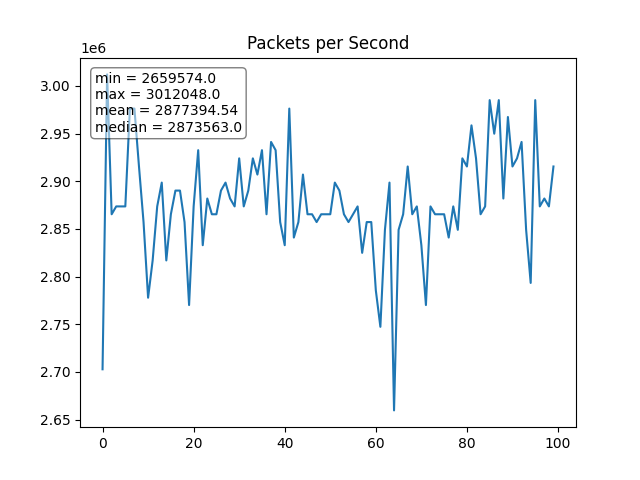 Packets per Second
1e6
min = 2659574.0
max = 3012048.0
mean = 2877394.54
median = 2873563.0
3.00
2.95
2.90
2.85
2.80
2.75
2.70
2.65
0 20 40 60 80 100